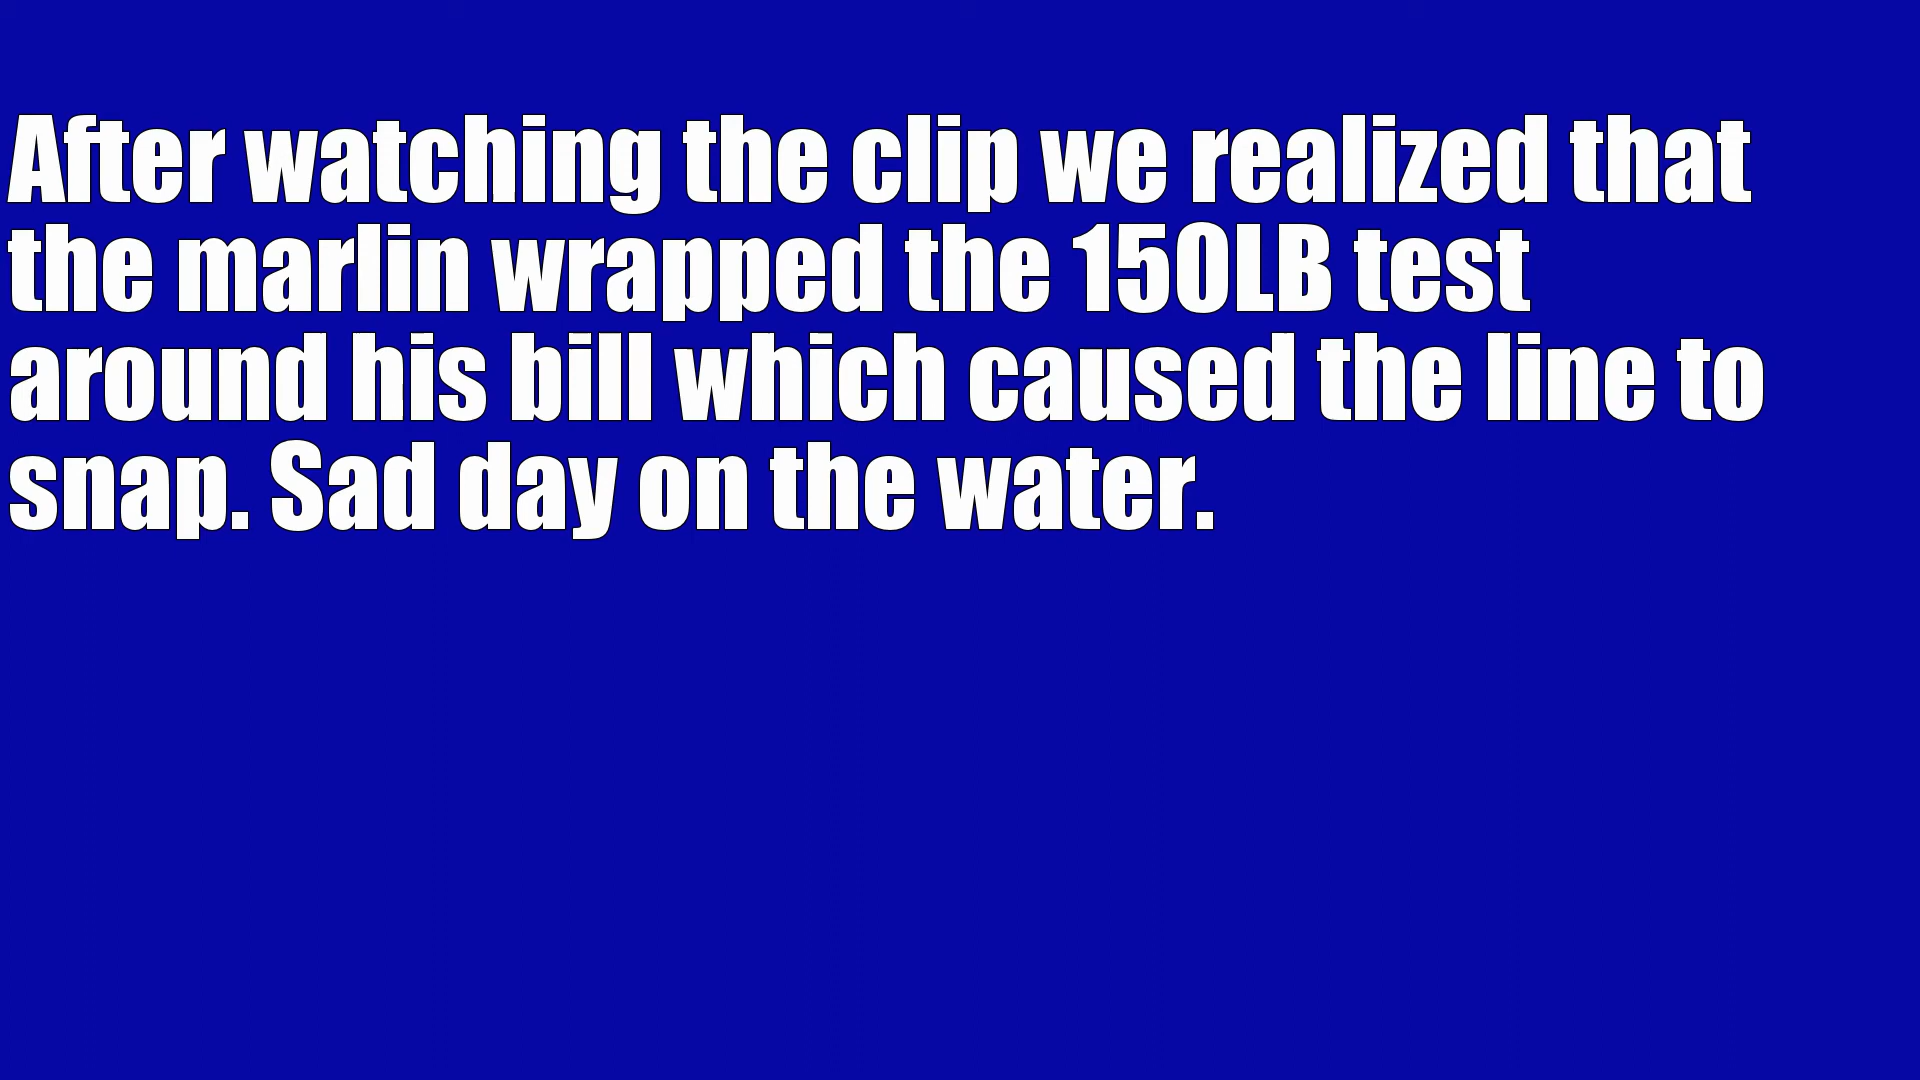 After watching the clip we realized that
the marlin wrapped the 150LB test
around his bill which caused the line to
snap. Sad day on the water.